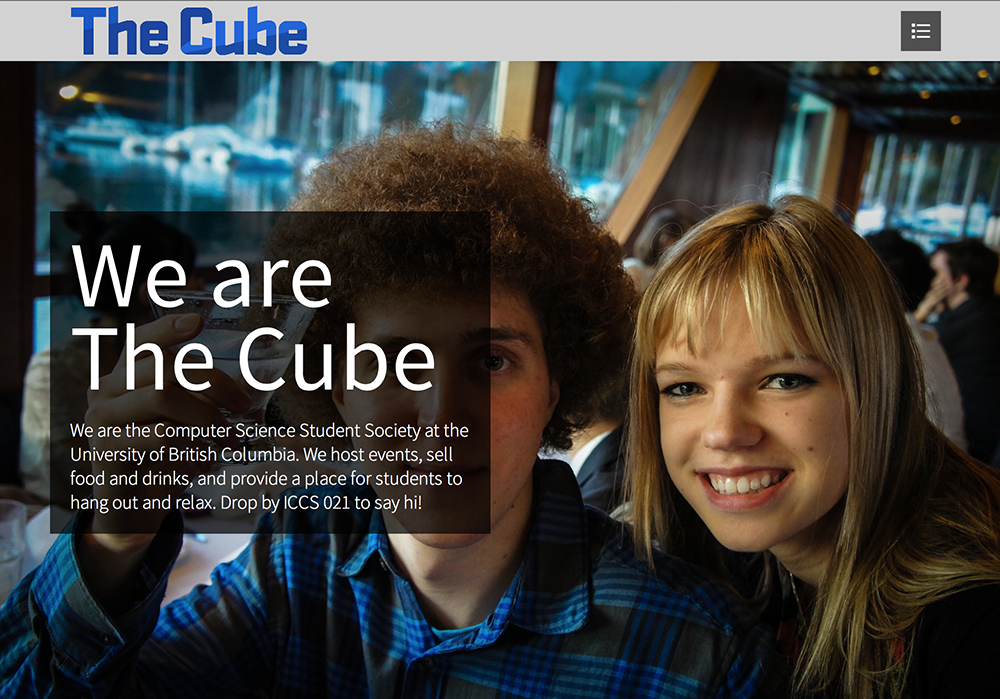 The Cube
We are
The Cube
We are the Computer Science Student Society at the
University of British Columbia. We host events, sell
food and drinks, and provide a place for students to
hang out and relax. Drop by ICCS 021 to say hi!